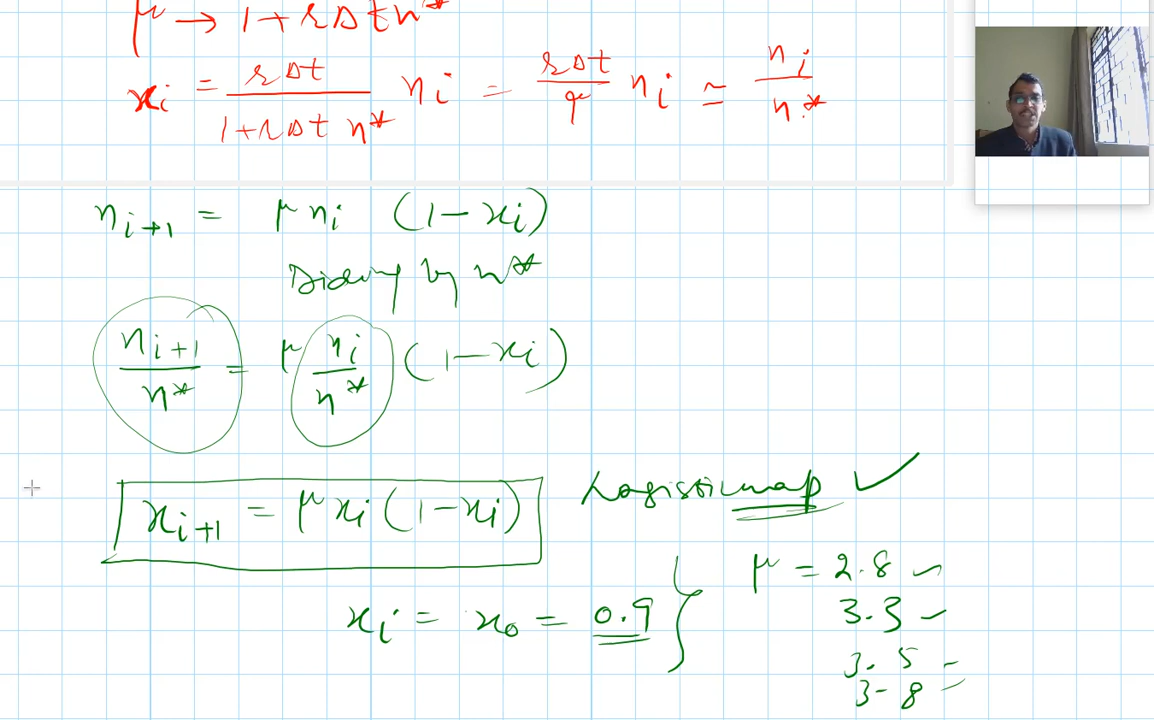 μ → 1 + rΔt n*
xi = rΔt / (1 + rΔt n*) ni = rΔt / μ ni ≃ ni / n*
ni+1 = μ ni (1 - xi)
by n*
ni+1 / n* = μ ni / n* (1 - xi)
xi+1 = μ xi (1 - xi) Logistic map ✓
xi = x0 = 0.9 } μ = 2.8
3.3
3.5
3.8